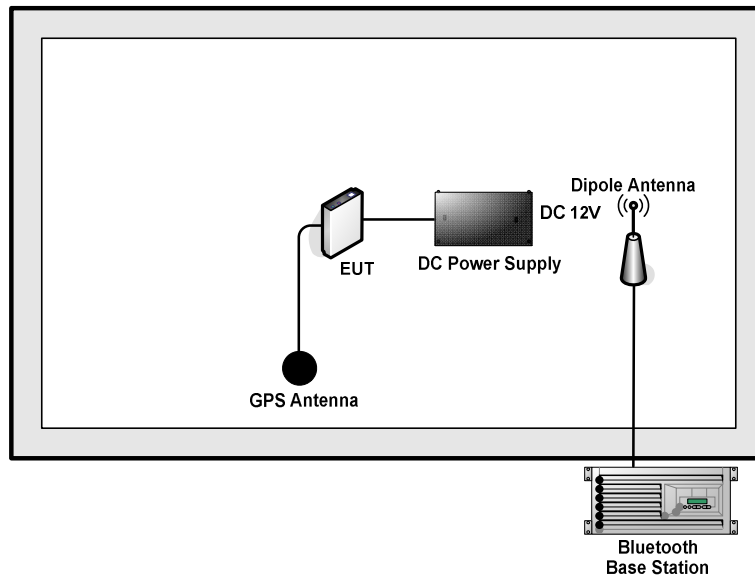 Dipole Antenna
DC 12V
EUT
DC Power Supply
GPS Antenna
Bluetooth
Base Station